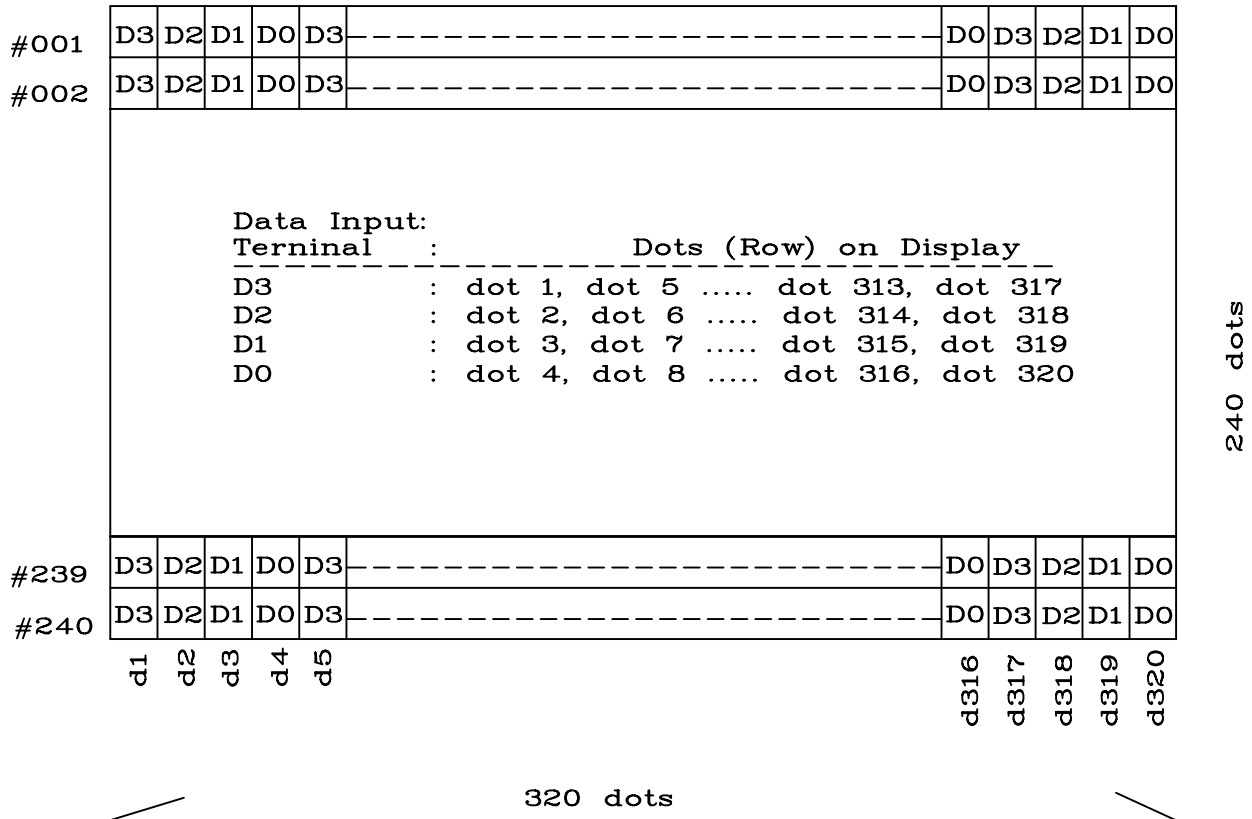 #001 D3 D2 D1 D0 D3 D0 D3 D2 D1 D0
#002 D3 D2 D1 D0 D3 D0 D3 D2 D1 D0
Data Input:
Terninal : Dots (Row) on Display
D3 : dot 1, dot 5 ..... dot 313, dot 317
D2 : dot 2, dot 6 ..... dot 314, dot 318
D1 : dot 3, dot 7 ..... dot 315, dot 319
D0 : dot 4, dot 8 ..... dot 316, dot 320
240 dots
#239 D3 D2 D1 D0 D3 D0 D3 D2 D1 D0
#240 D3 D2 D1 D0 D3 D0 D3 D2 D1 D0
d1 d2 d3 d4 d5 d316 d317 d318 d319 d320
320 dots